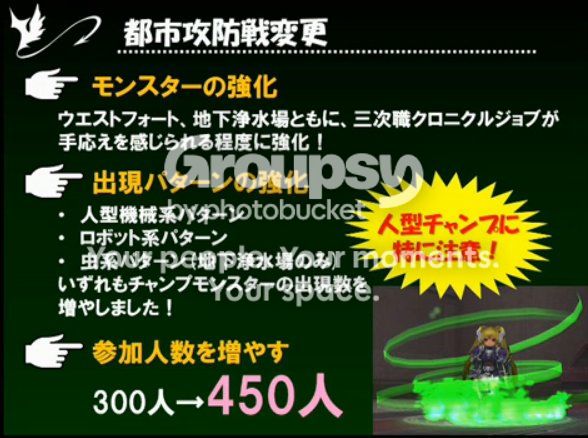 都市攻防戦変更
モンスターの強化
ウエストフォート、地下浄水場ともに、三次職クロニクルジョブが
手応えを感じられる程度に強化！
出現パターンの強化
・ 人型機械系パターン
・ ロボット系パターン
・ 虫系パターン（地下浄水場のみ）
いずれもチャンプモンスターの出現数を
増やしました！
人型チャンプに
特に注意！
Groupsy
by photobucket
Your people. Your moments.
Your space.
参加人数を増やす
300人→450人